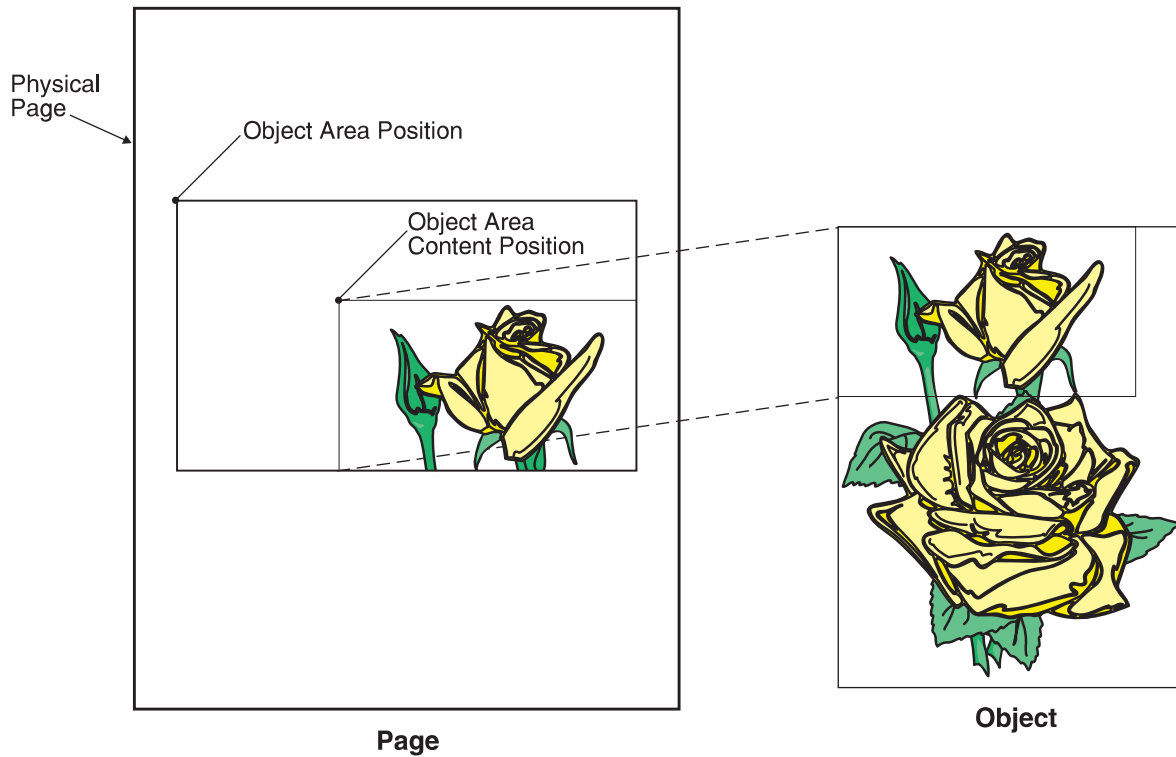 Physical
Page
Object Area Position
Object Area
Content Position
Page
Object